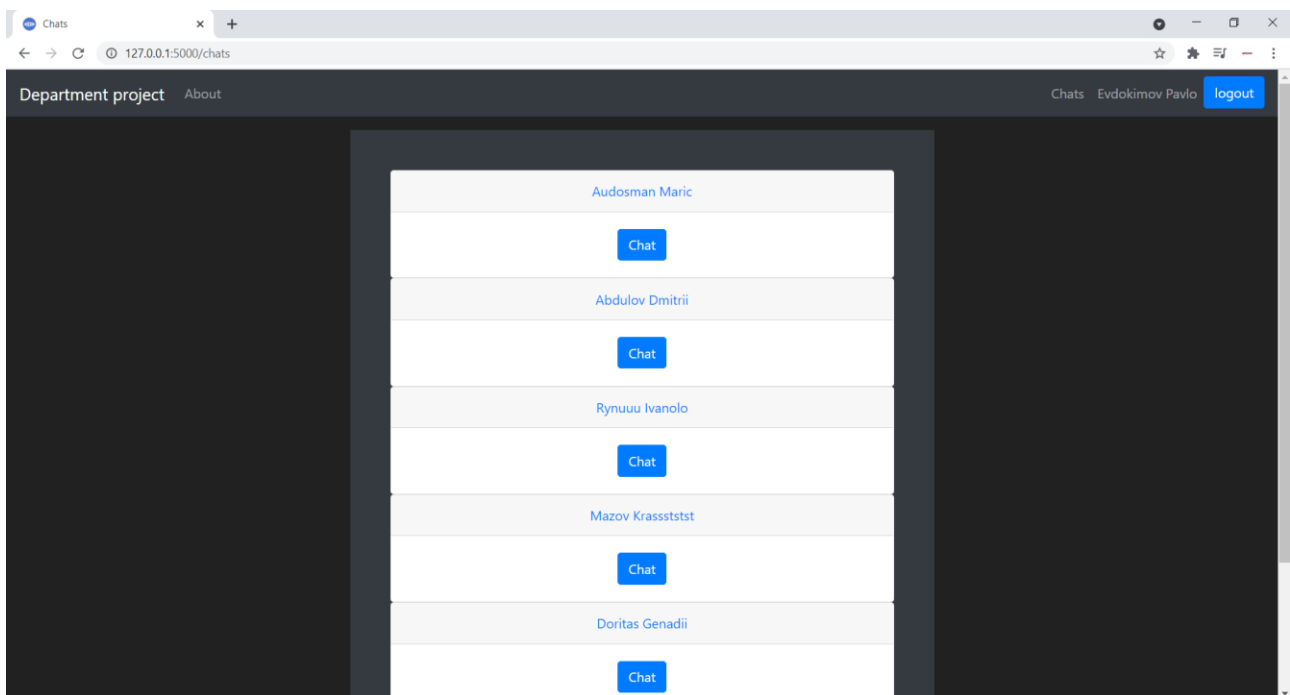 Chats
127.0.0.1:5000/chats
Department project About Chats Evdokimov Pavlo logout
Audosman Maric
Chat
Abdulov Dmitrii
Chat
Rynuuu Ivanolo
Chat
Mazov Krassststst
Chat
Doritas Genadii
Chat